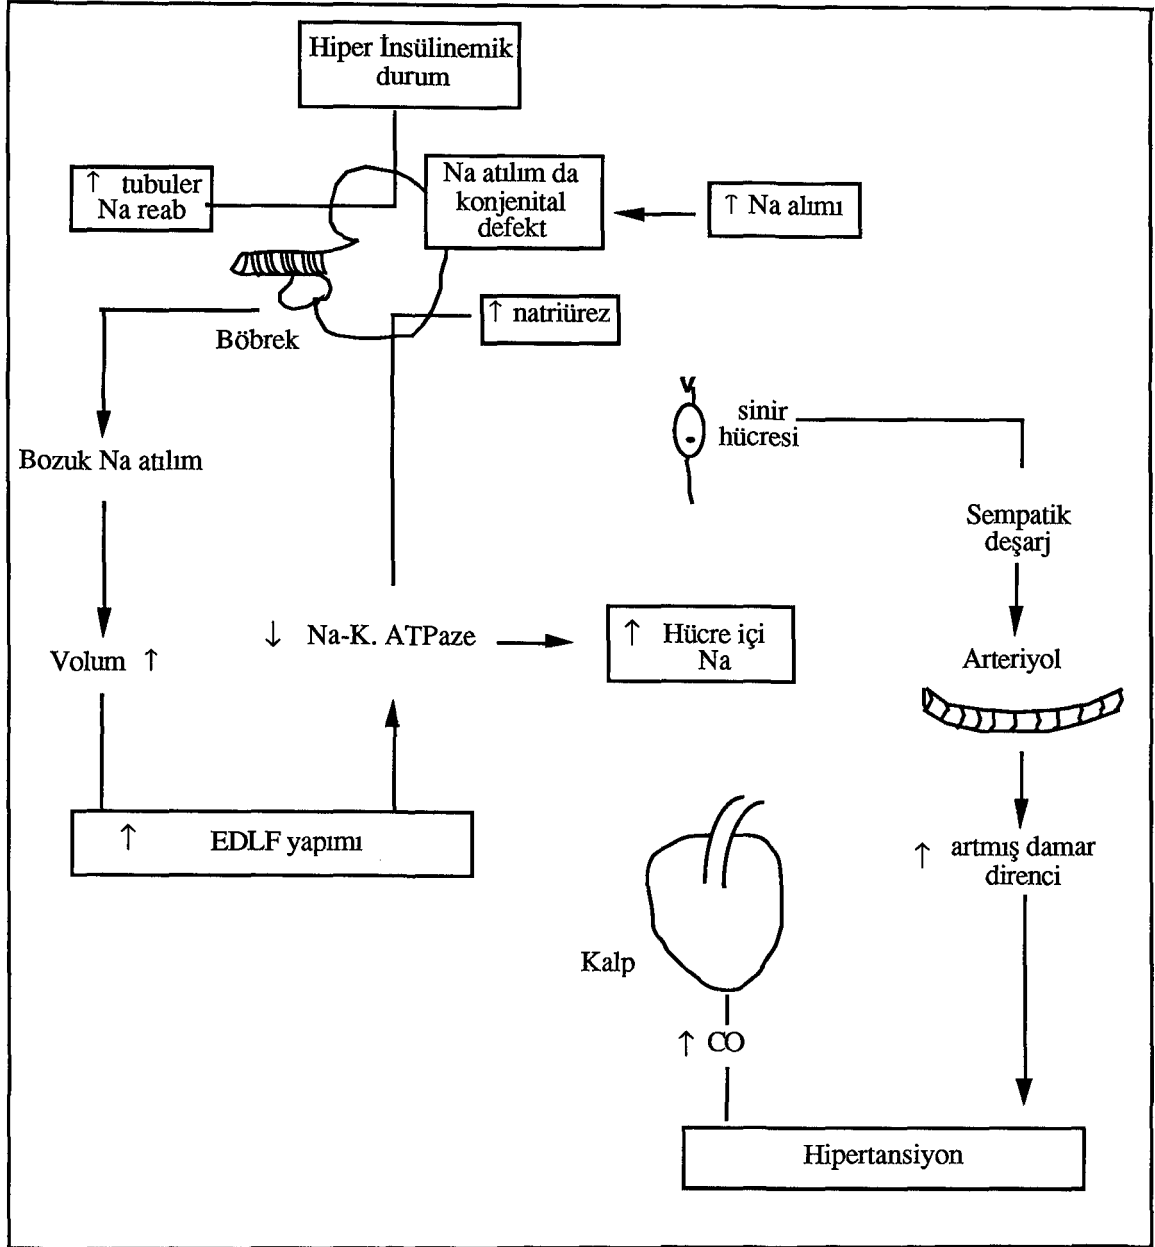 Hiper İnsülinemik
durum
↑ tubuler
Na reab
Na atılım da
konjenital
defekt
↑ Na alımı
↑ natriürez
Böbrek
sinir
hücresi
Bozuk Na atılım
Sempatik
deşarj
↓ Na-K. ATPaze
↑ Hücre içi
Na
Volum ↑
Arteriyol
↑ EDLF yapımı
↑ artmış damar
direnci
Kalp
↑ CO
Hipertansiyon